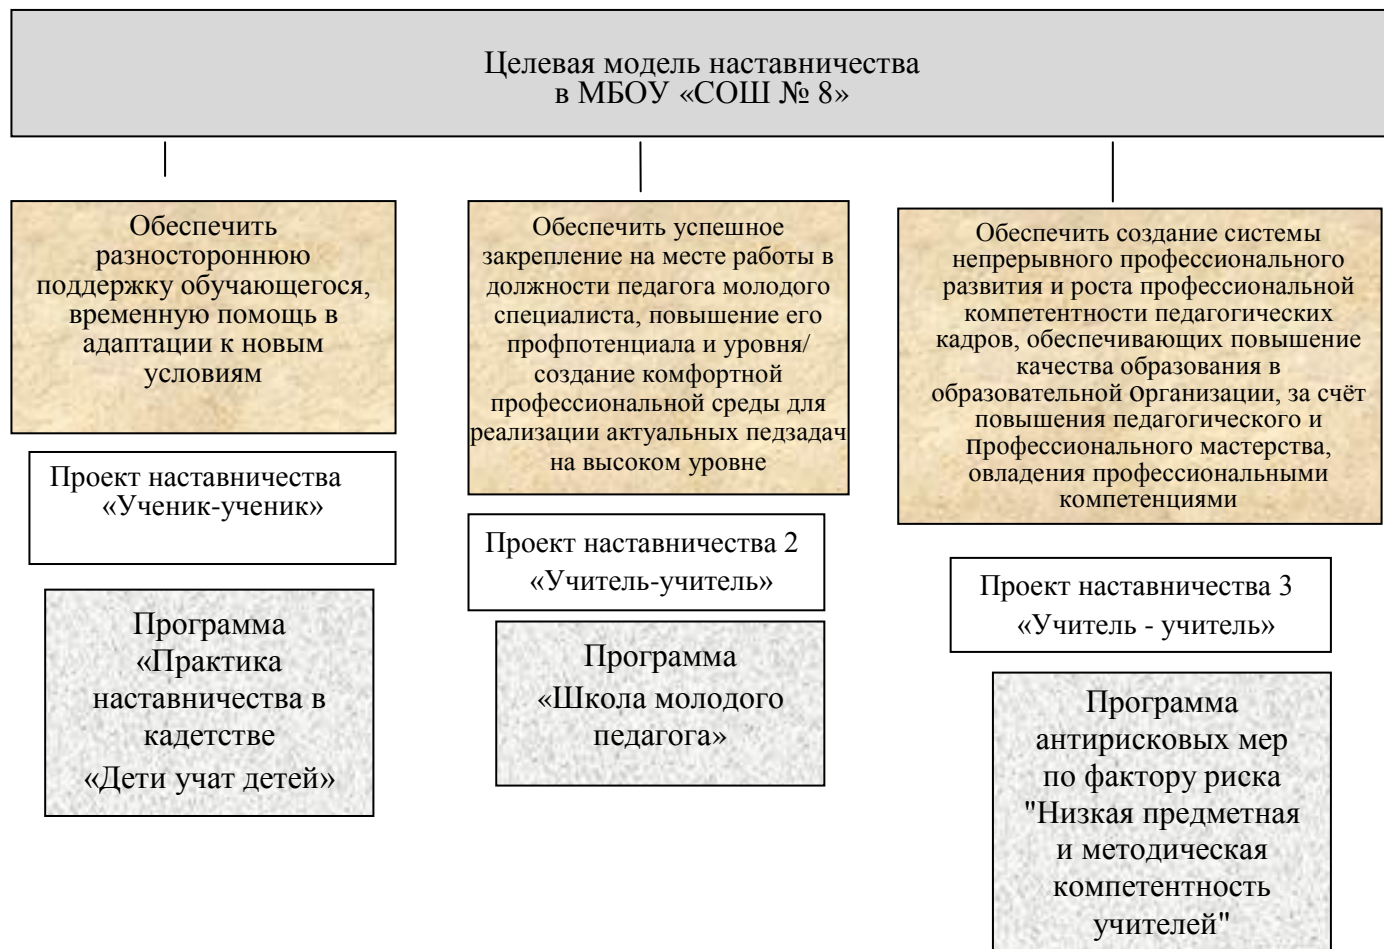 Целевая модель наставничества
в МБОУ «СОШ № 8»
Обеспечить
разностороннюю
поддержку обучающегося,
временную помощь в
адаптации к новым
условиям
Проект наставничества
«Ученик-ученик»
Программа
«Практика
наставничества в
кадетстве
«Дети учат детей»
Обеспечить успешное
закрепление на месте работы в
должности педагога молодого
специалиста, повышение его
профпотенциала и уровня/
создание комфортной
профессиональной среды для
реализации актуальных педзадач
на высоком уровне
Проект наставничества 2
«Учитель-учитель»
Программа
«Школа молодого
педагога»
Обеспечить создание системы
непрерывного профессионального
развития и роста профессиональной
компетентности педагогических
кадров, обеспечивающих повышение
качества образования в
образовательной организации, за счёт
повышения педагогического и
профессионального мастерства,
овладения профессиональными
компетенциями
Проект наставничества 3
«Учитель - учитель»
Программа
антирисковых мер
по фактору риска
"Низкая предметная
и методическая
компетентность
учителей"